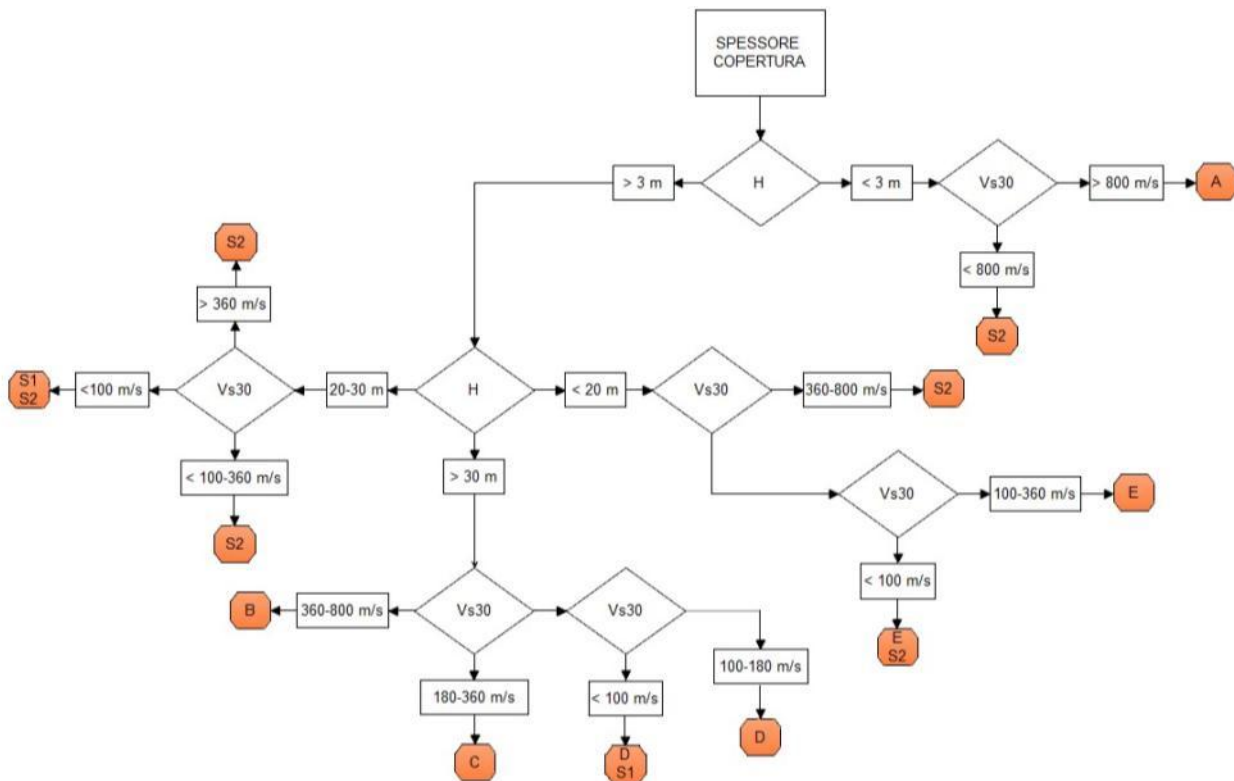 SPESSORE
COPERTURA
> 3 m
H
< 3 m
Vs30
> 800 m/s
A
S2
< 800 m/s
> 360 m/s
S2
S1
S2
<100 m/s
Vs30
20-30 m
H
< 20 m
Vs30
360-800 m/s
S2
< 100-360 m/s
> 30 m
Vs30
100-360 m/s
E
S2
< 100 m/s
B
360-800 m/s
Vs30
Vs30
E
S2
100-180 m/s
180-360 m/s
< 100 m/s
D
C
D
S1